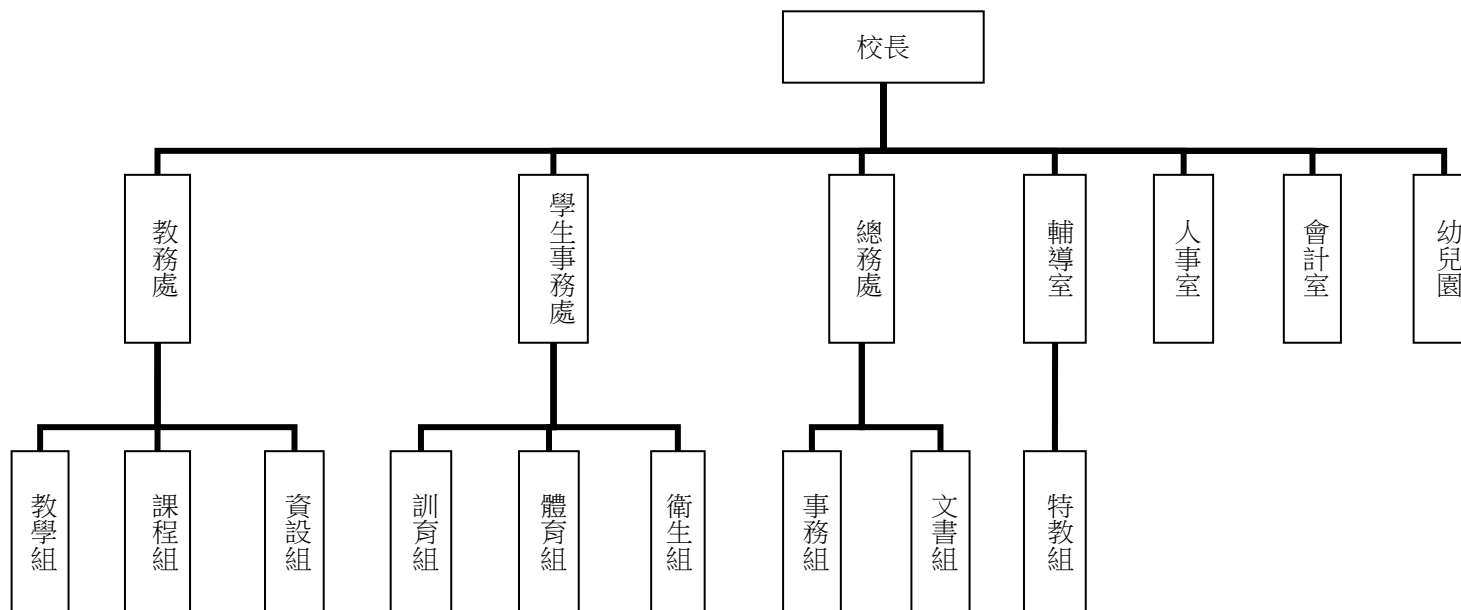 校長
教務處
學生事務處
總務處
輔導室
人事室
會計室
幼兒園
教學組
課程組
資設組
訓育組
體育組
衛生組
事務組
文書組
特教組